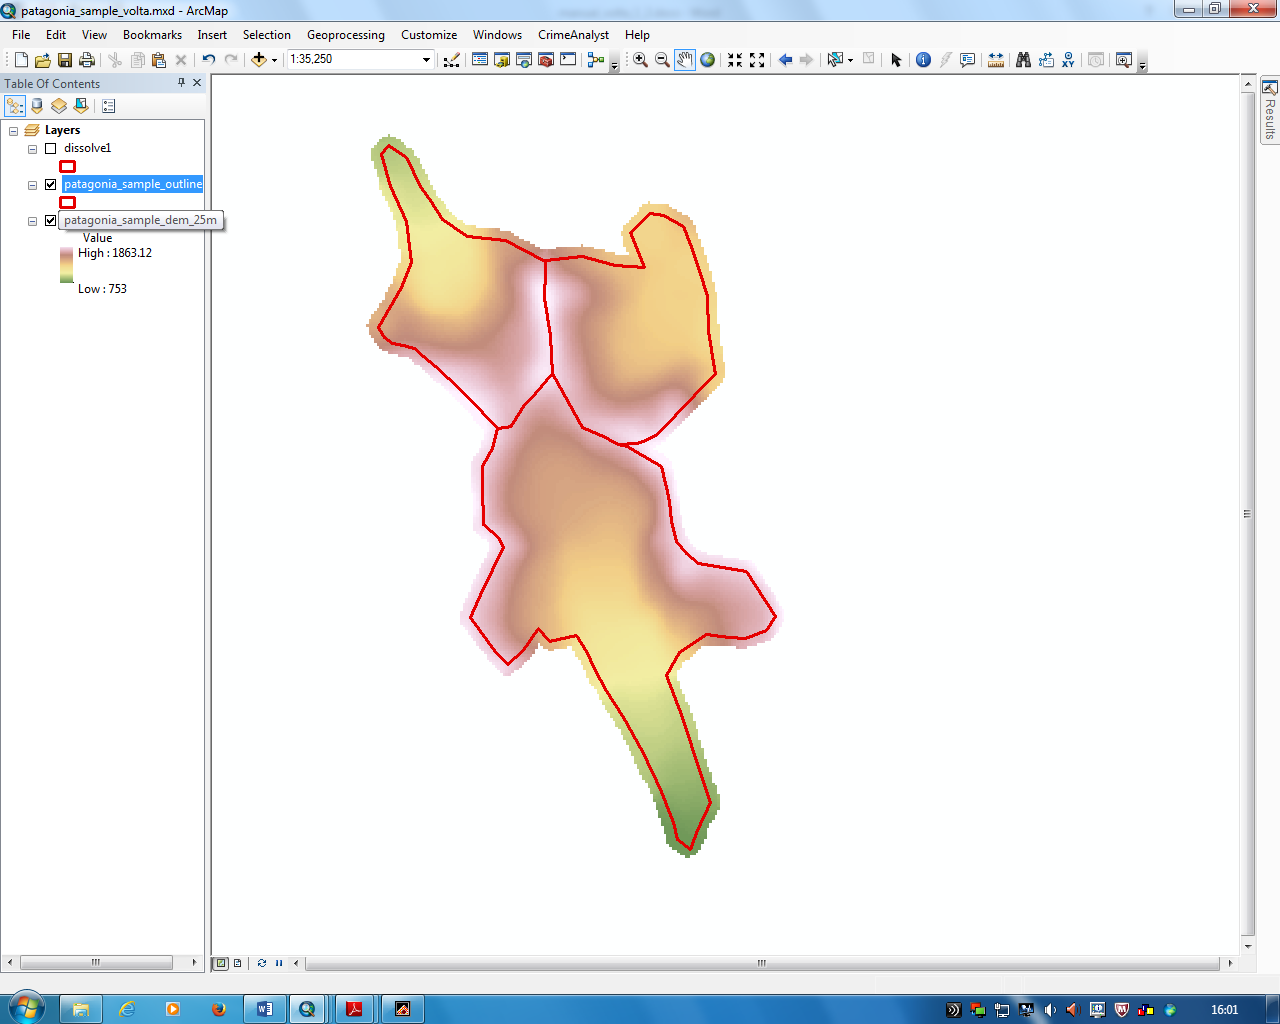 patagonia_sample_volta.mxd - ArcMap
File Edit View Bookmarks Insert Selection Geoprocessing Customize Windows CrimeAnalyst Help
1:35,250
Table Of Contents
Layers
dissolve1
patagonia_sample_outline
patagonia_sample_dem_25m
Value
High : 1863.12
Low : 753
Results
16:01